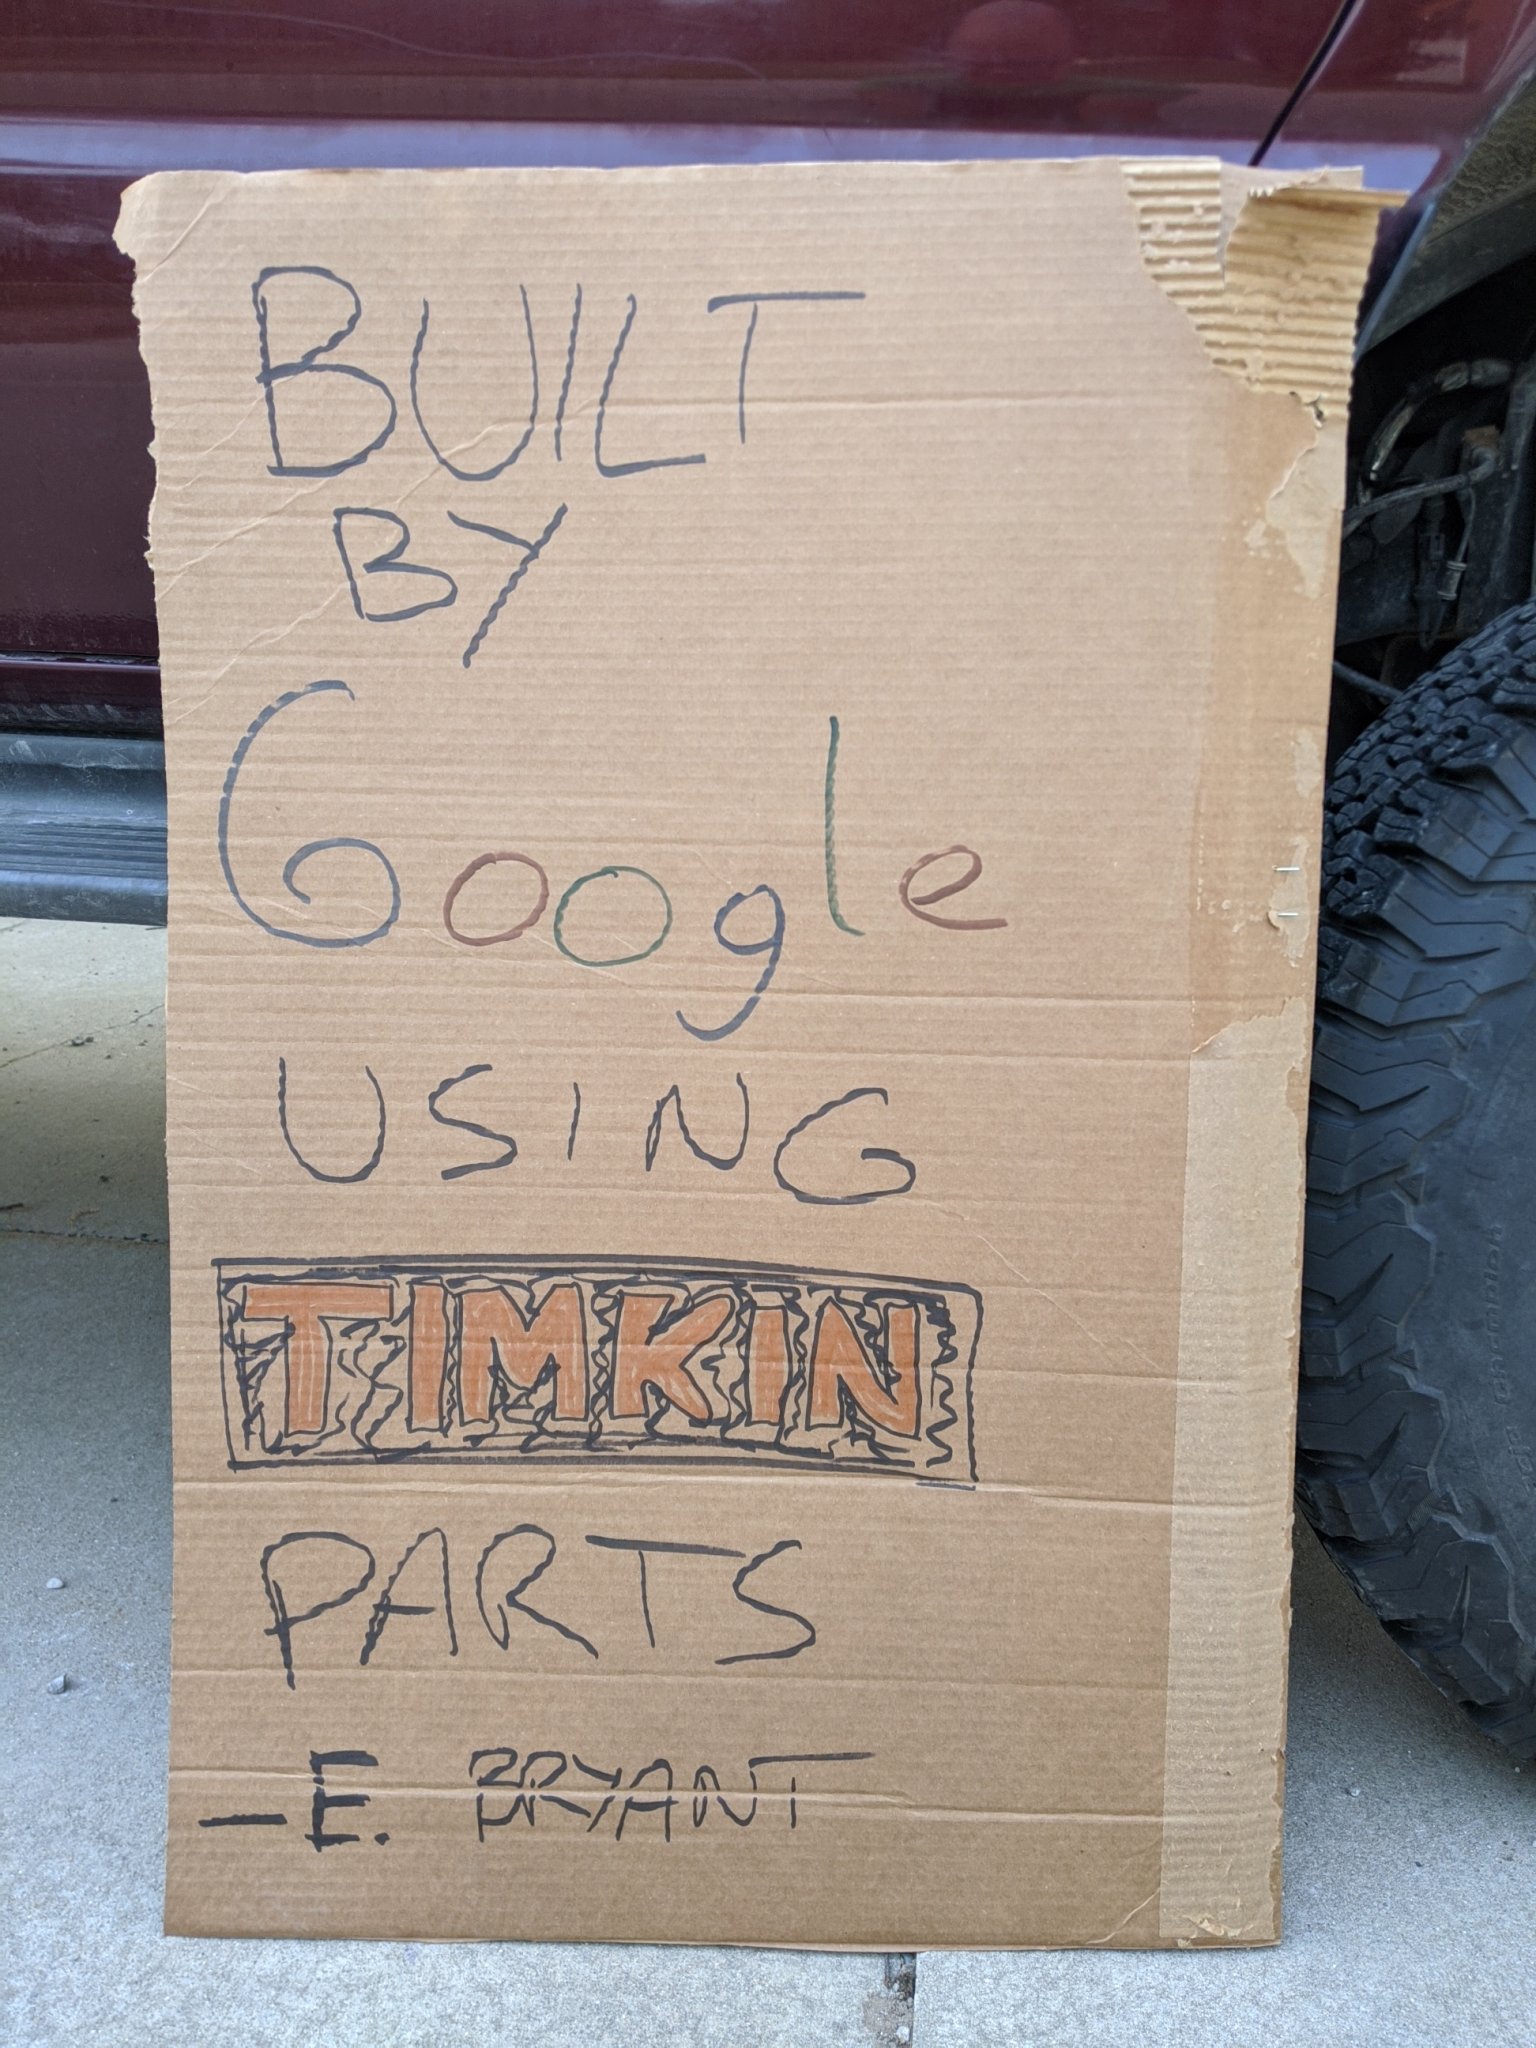 BUILT
BY
Google
USING
TIMKIN
PARTS
-E. BRYANT